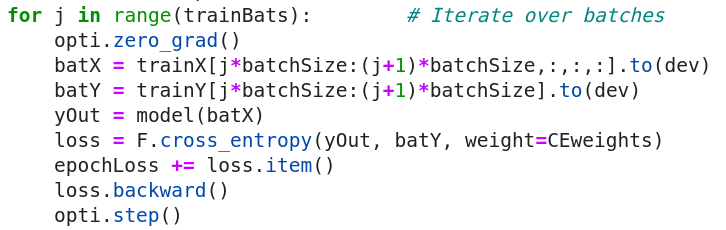 for j in range(trainBats):        # Iterate over batches
    opti.zero_grad()
    batX = trainX[j*batchSize:(j+1)*batchSize,:,:,:].to(dev)
    batY = trainY[j*batchSize:(j+1)*batchSize].to(dev)
    yOut = model(batX)
    loss = F.cross_entropy(yOut, batY, weight=CEweights)
    epochLoss += loss.item()
    loss.backward()
    opti.step()